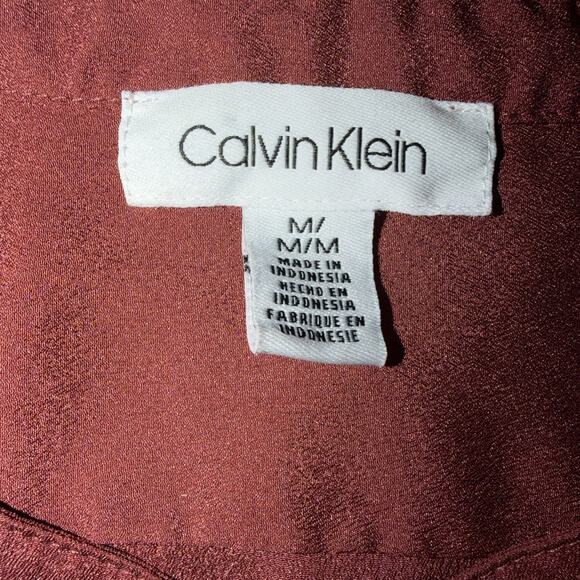 Calvin Klein
M/
M/M
MADE IN
INDONESIA
HECHO EN
INDONESIA
FABRIQUE EN
INDONESIE